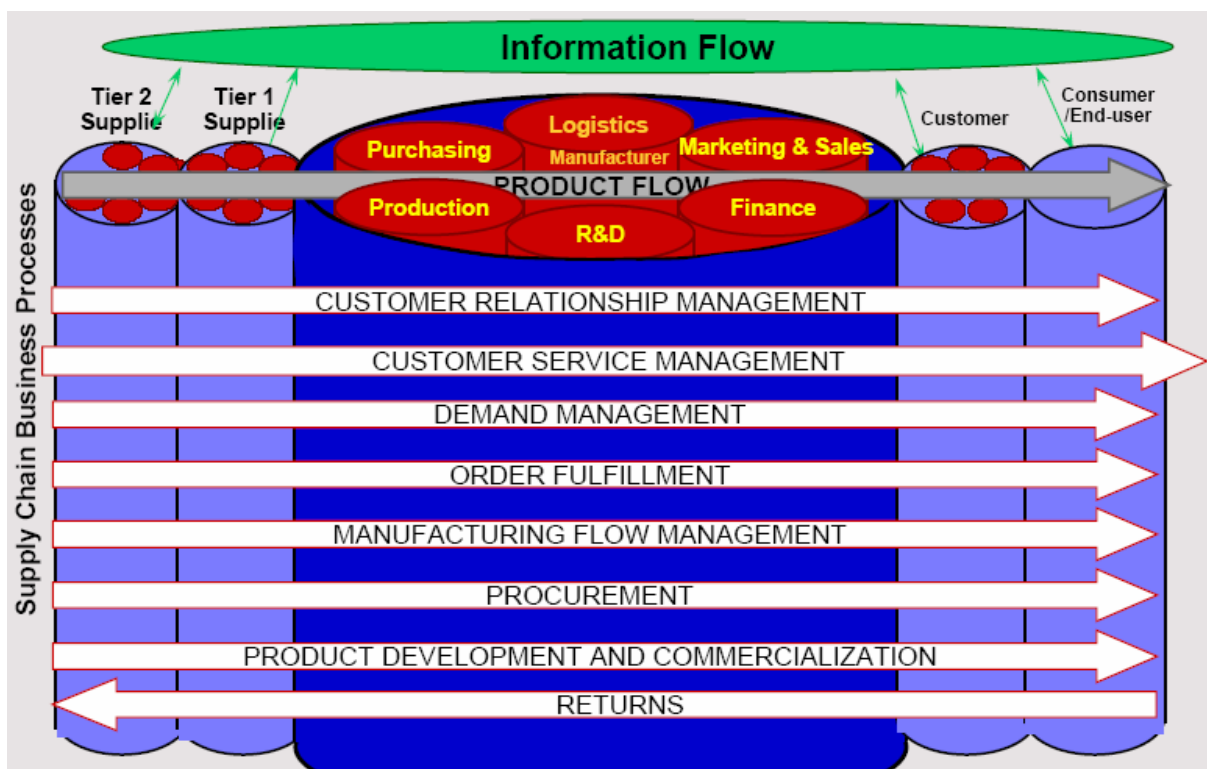 Information Flow
Tier 2
Supplie
Tier 1
Supplie
Customer
Consumer
/End-user
Logistics
Purchasing
Manufacturer
Marketing & Sales
PRODUCT FLOW
Production
Finance
R&D
Supply Chain Business Processes
CUSTOMER RELATIONSHIP MANAGEMENT
CUSTOMER SERVICE MANAGEMENT
DEMAND MANAGEMENT
ORDER FULFILLMENT
MANUFACTURING FLOW MANAGEMENT
PROCUREMENT
PRODUCT DEVELOPMENT AND COMMERCIALIZATION
RETURNS